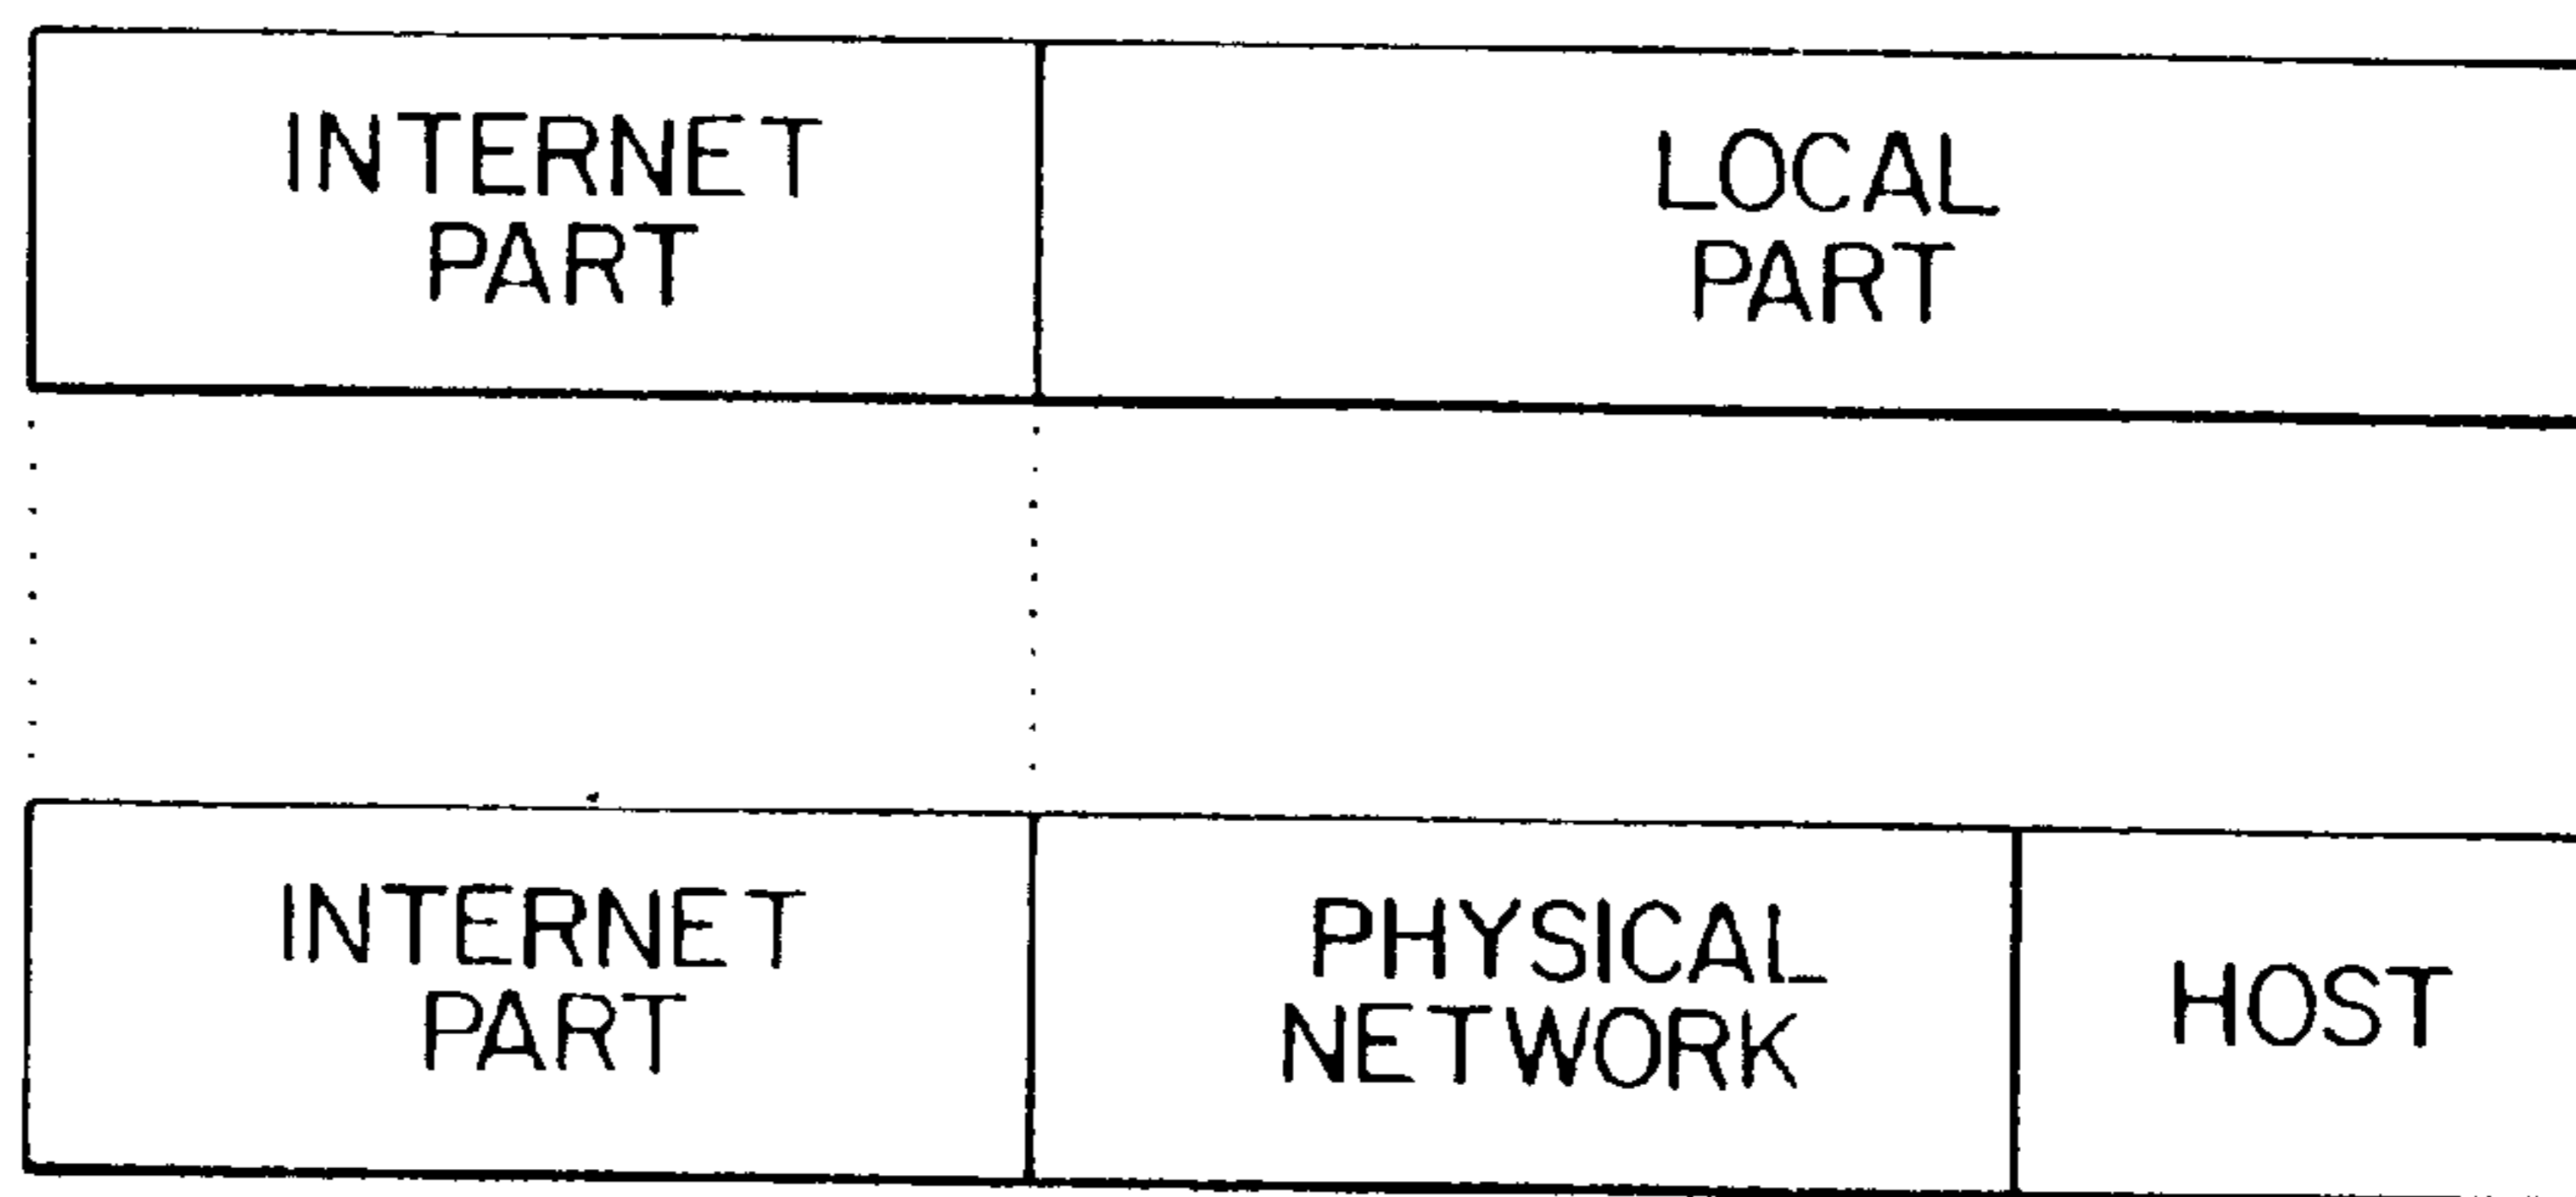 INTERNET
PART
LOCAL
PART
INTERNET
PART
PHYSICAL
NETWORK
HOST